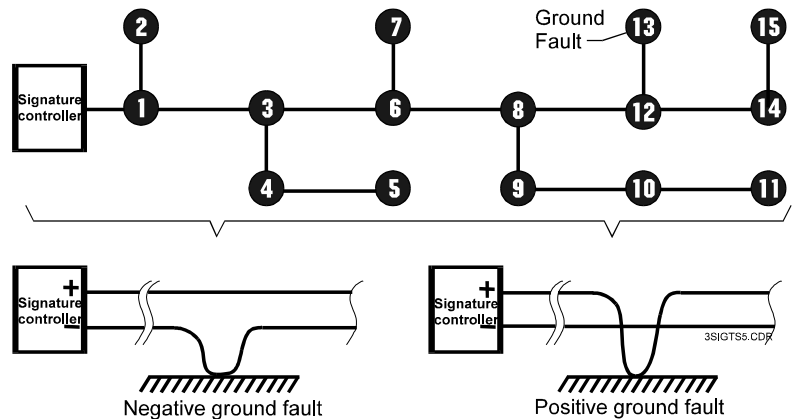 2
7
Ground
Fault
13
15
Signature
controller
1
3
6
8
12
14
4
5
9
10
11
+
Signature
controller
−
+
Signature
controller
−
3SIGTS5.CDR
Negative ground fault
Positive ground fault